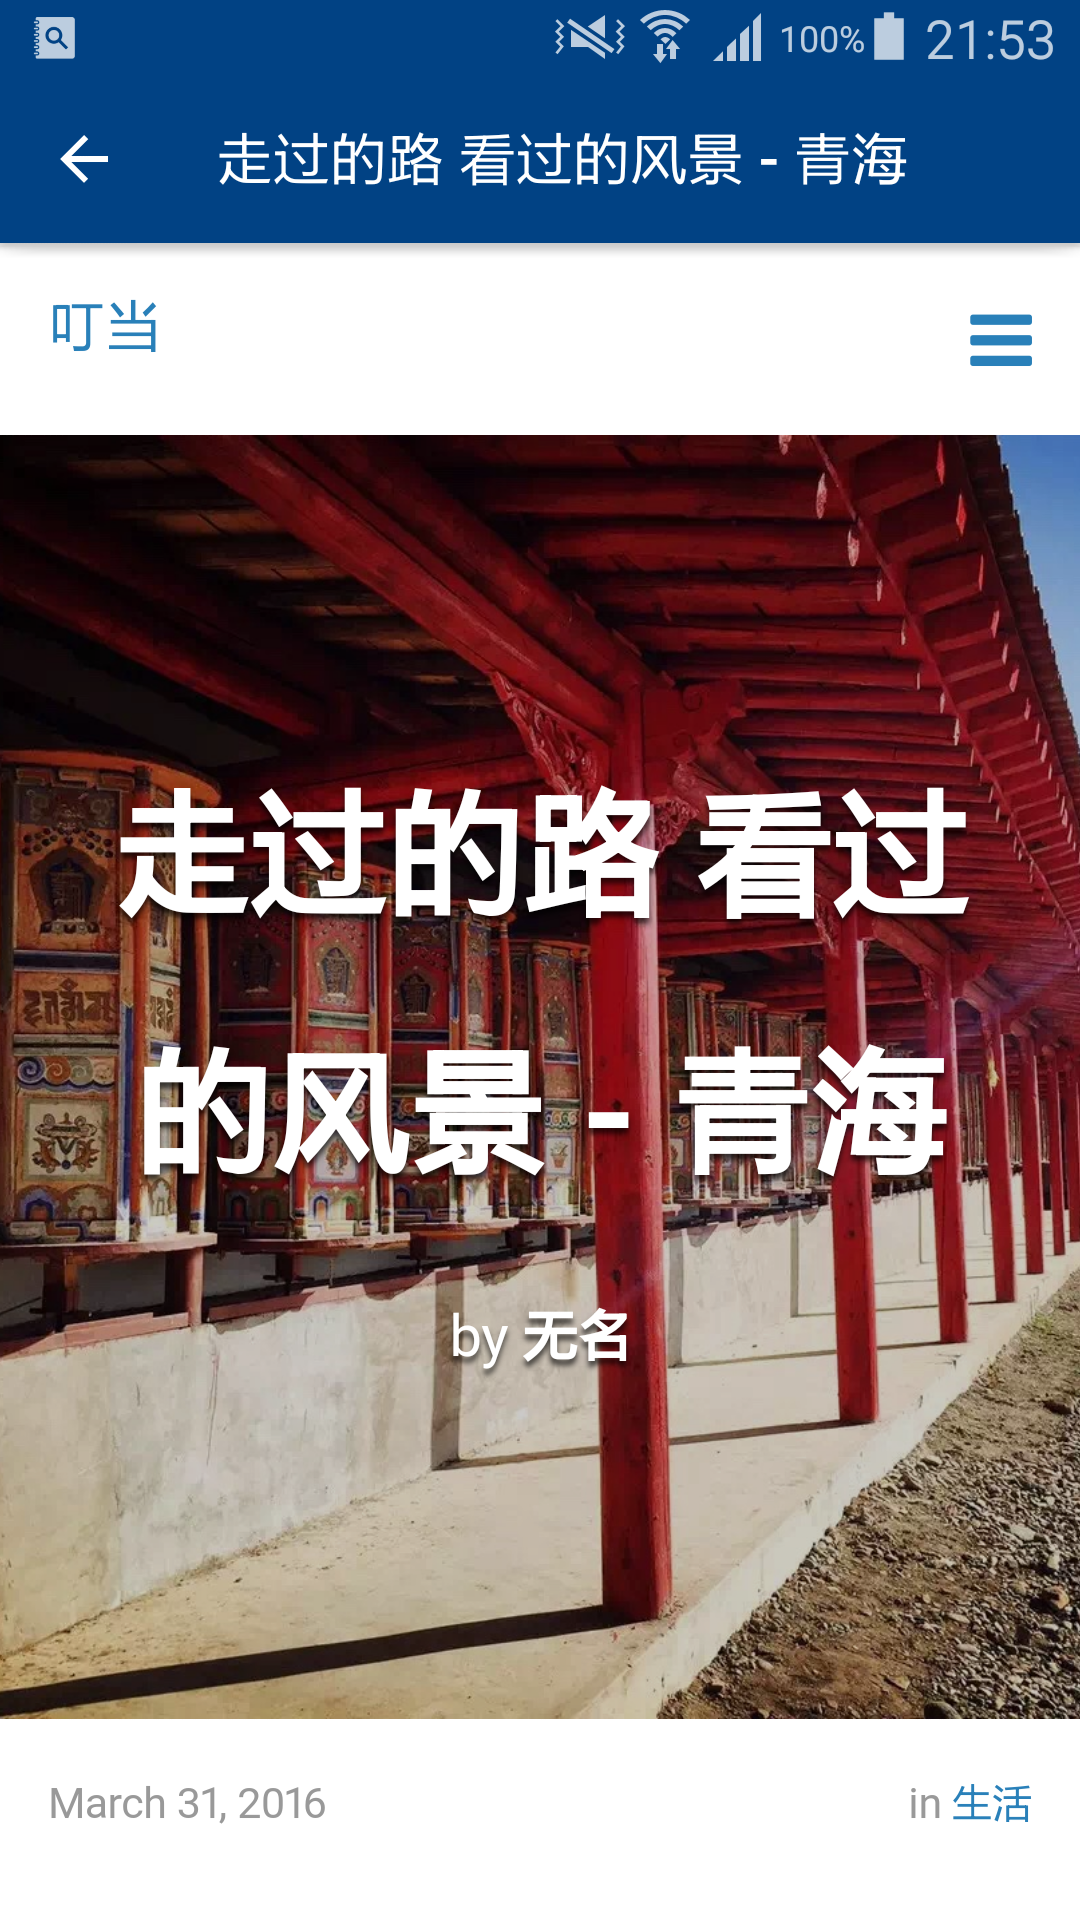 100% 21:53
走过的路 看过的风景 - 青海
叮当
走过的路 看过
的风景 - 青海
by 无名
March 31, 2016
in 生活